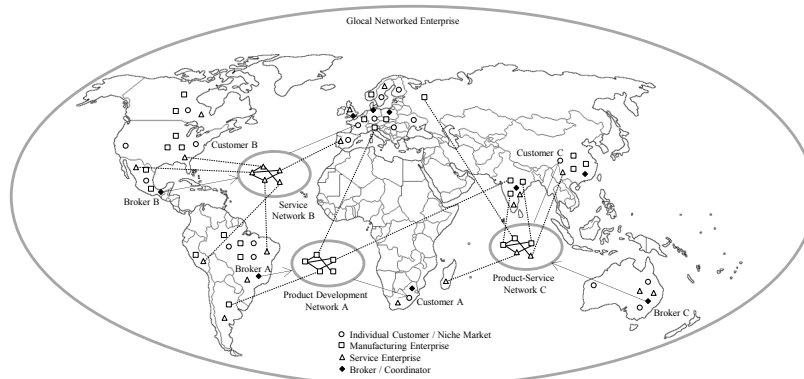 Glocal Networked Enterprise
Customer B
Customer C
Broker B
Service
Network B
Broker A
Product Development
Network A
Customer A
Product-Service
Network C
Broker C
Individual Customer / Niche Market
Manufacturing Enterprise
Service Enterprise
Broker / Coordinator